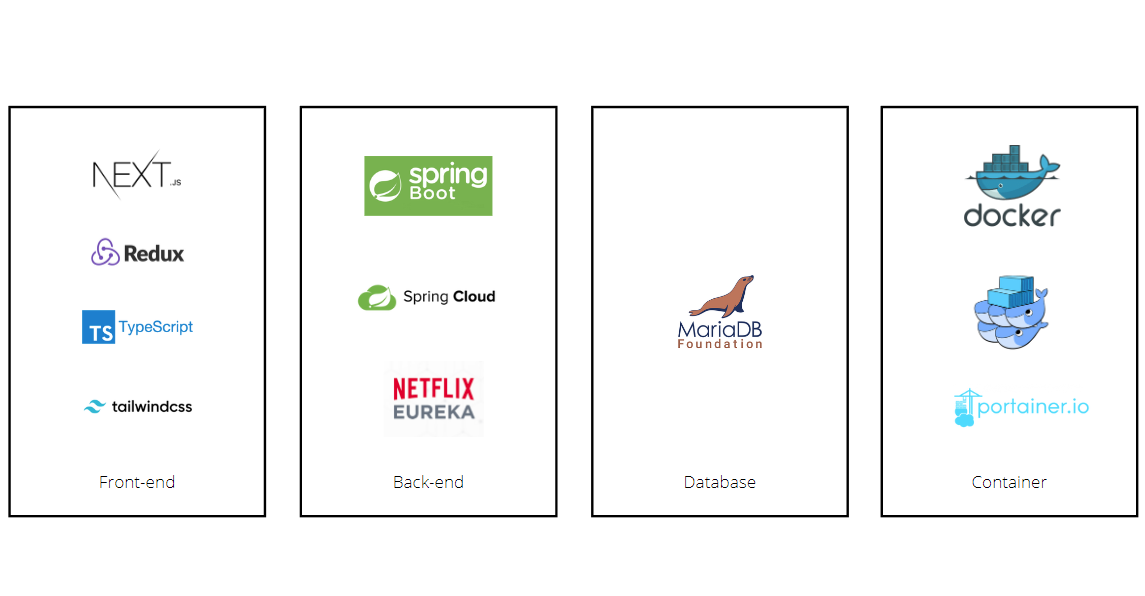 NEXT.JS
Redux
TS TypeScript
tailwindcss
Front-end
spring
Boot
Spring Cloud
NETFLIX
EUREKA
Back-end
MariaDB
Foundation
Database
docker
portainer.io
Container